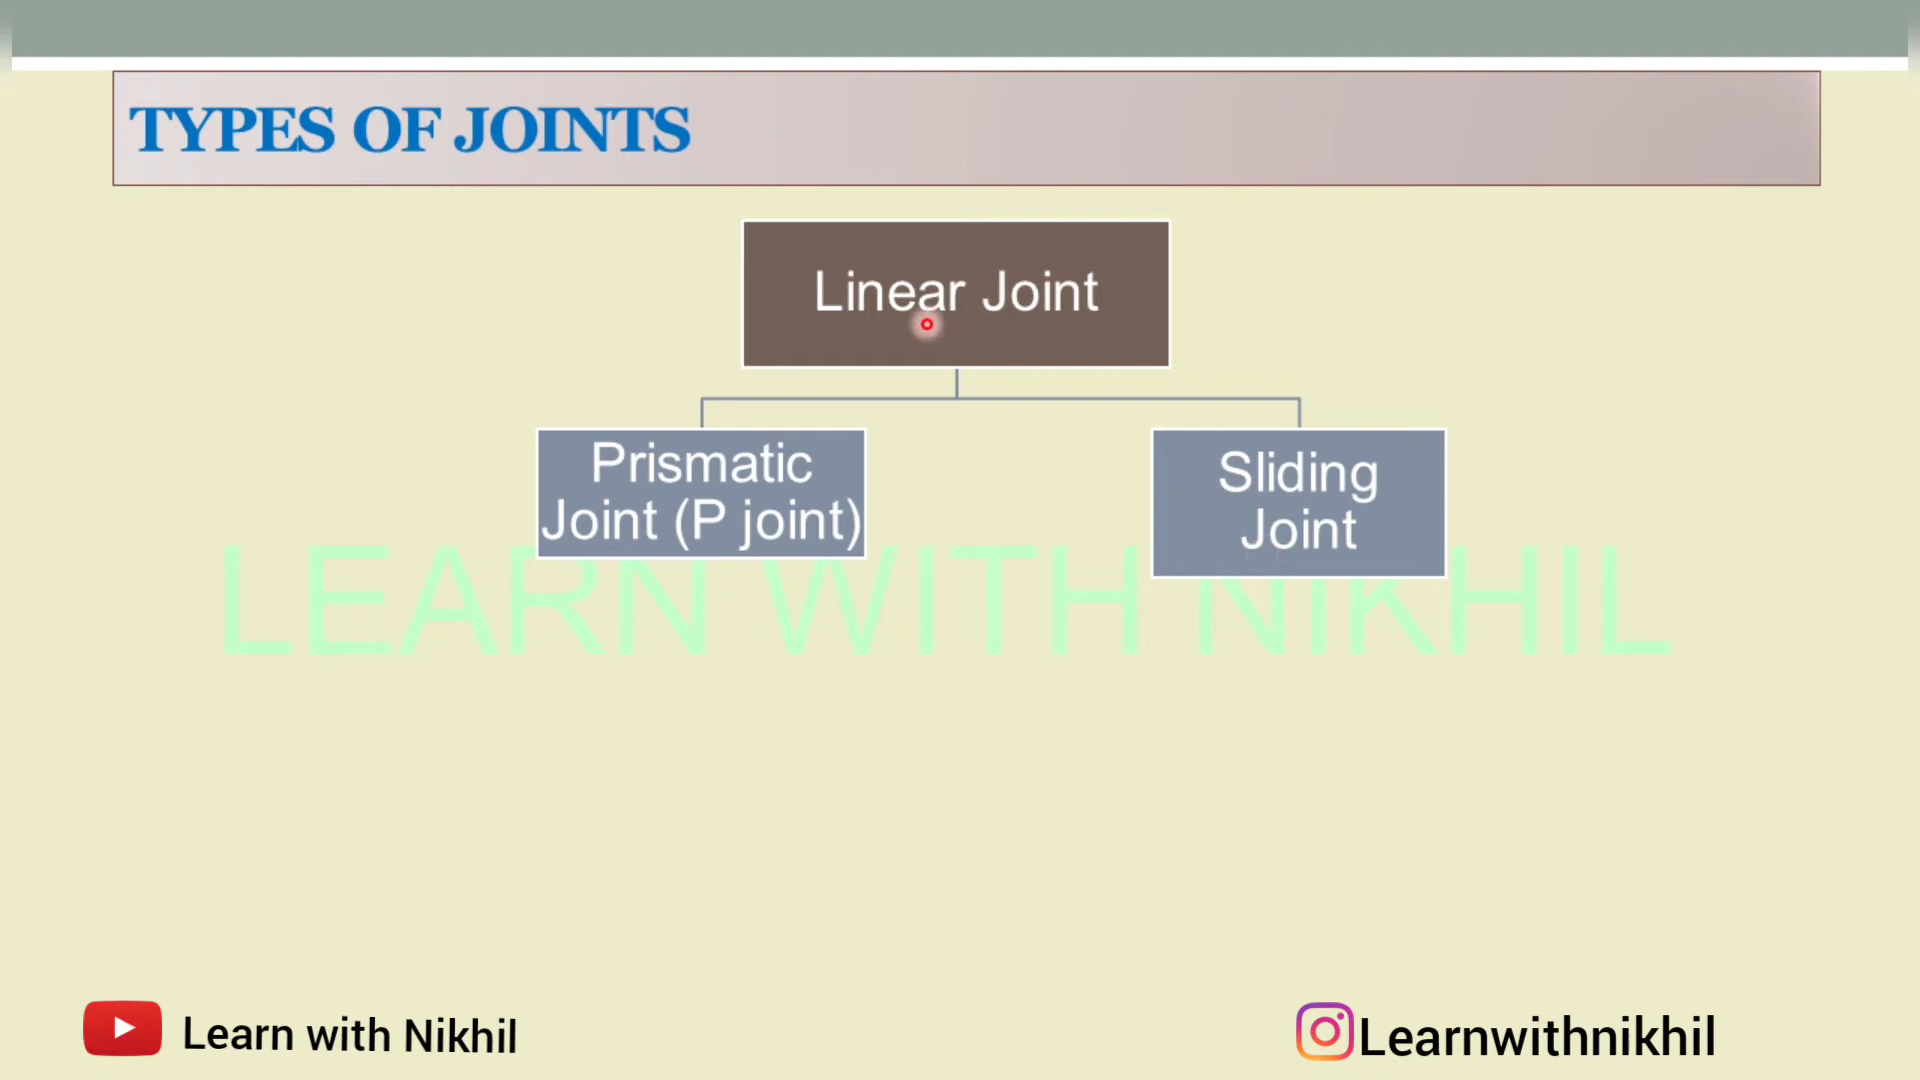 TYPES OF JOINTS
Linear Joint
Prismatic
Joint (P joint)
Sliding
Joint
LEARN WITH NIKHIL
Learn with Nikhil
Learnwithnikhil